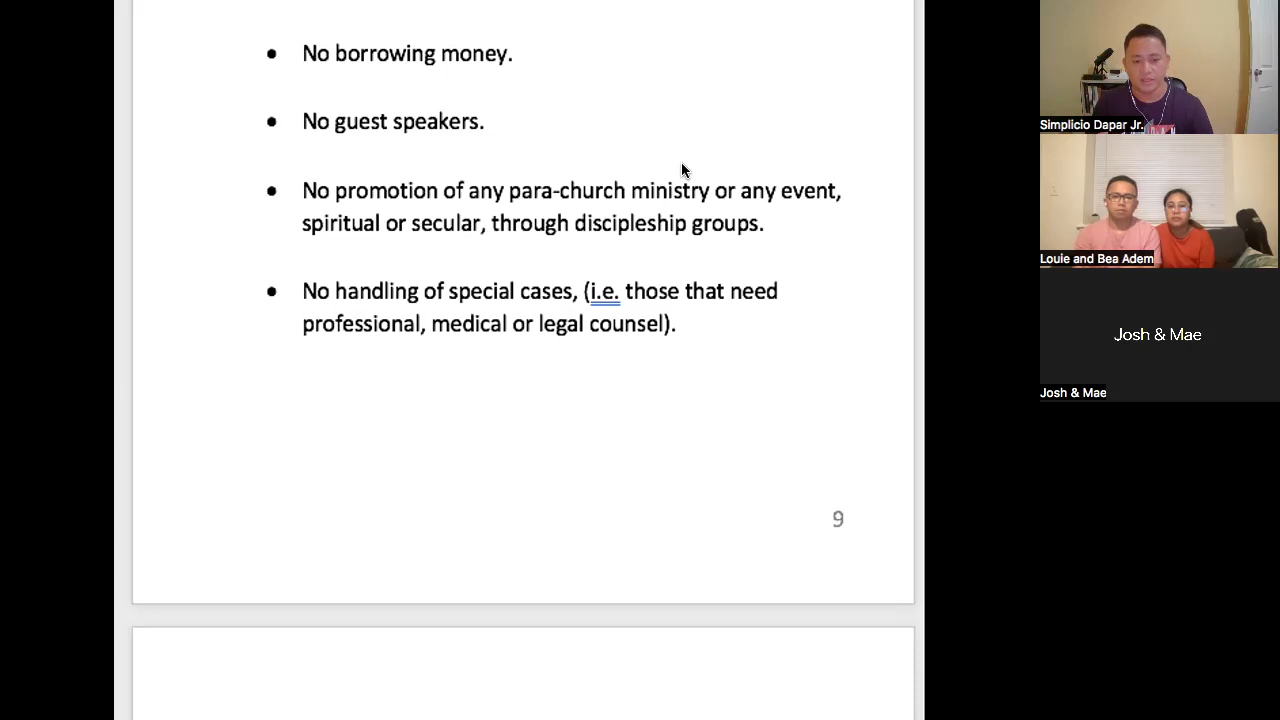 • No borrowing money.
• No guest speakers.
• No promotion of any para-church ministry or any event,
spiritual or secular, through discipleship groups.
• No handling of special cases, (i.e. those that need
professional, medical or legal counsel).
9
Simplicio Dapar Jr.
Louie and Bea Adem
Josh & Mae
Josh & Mae